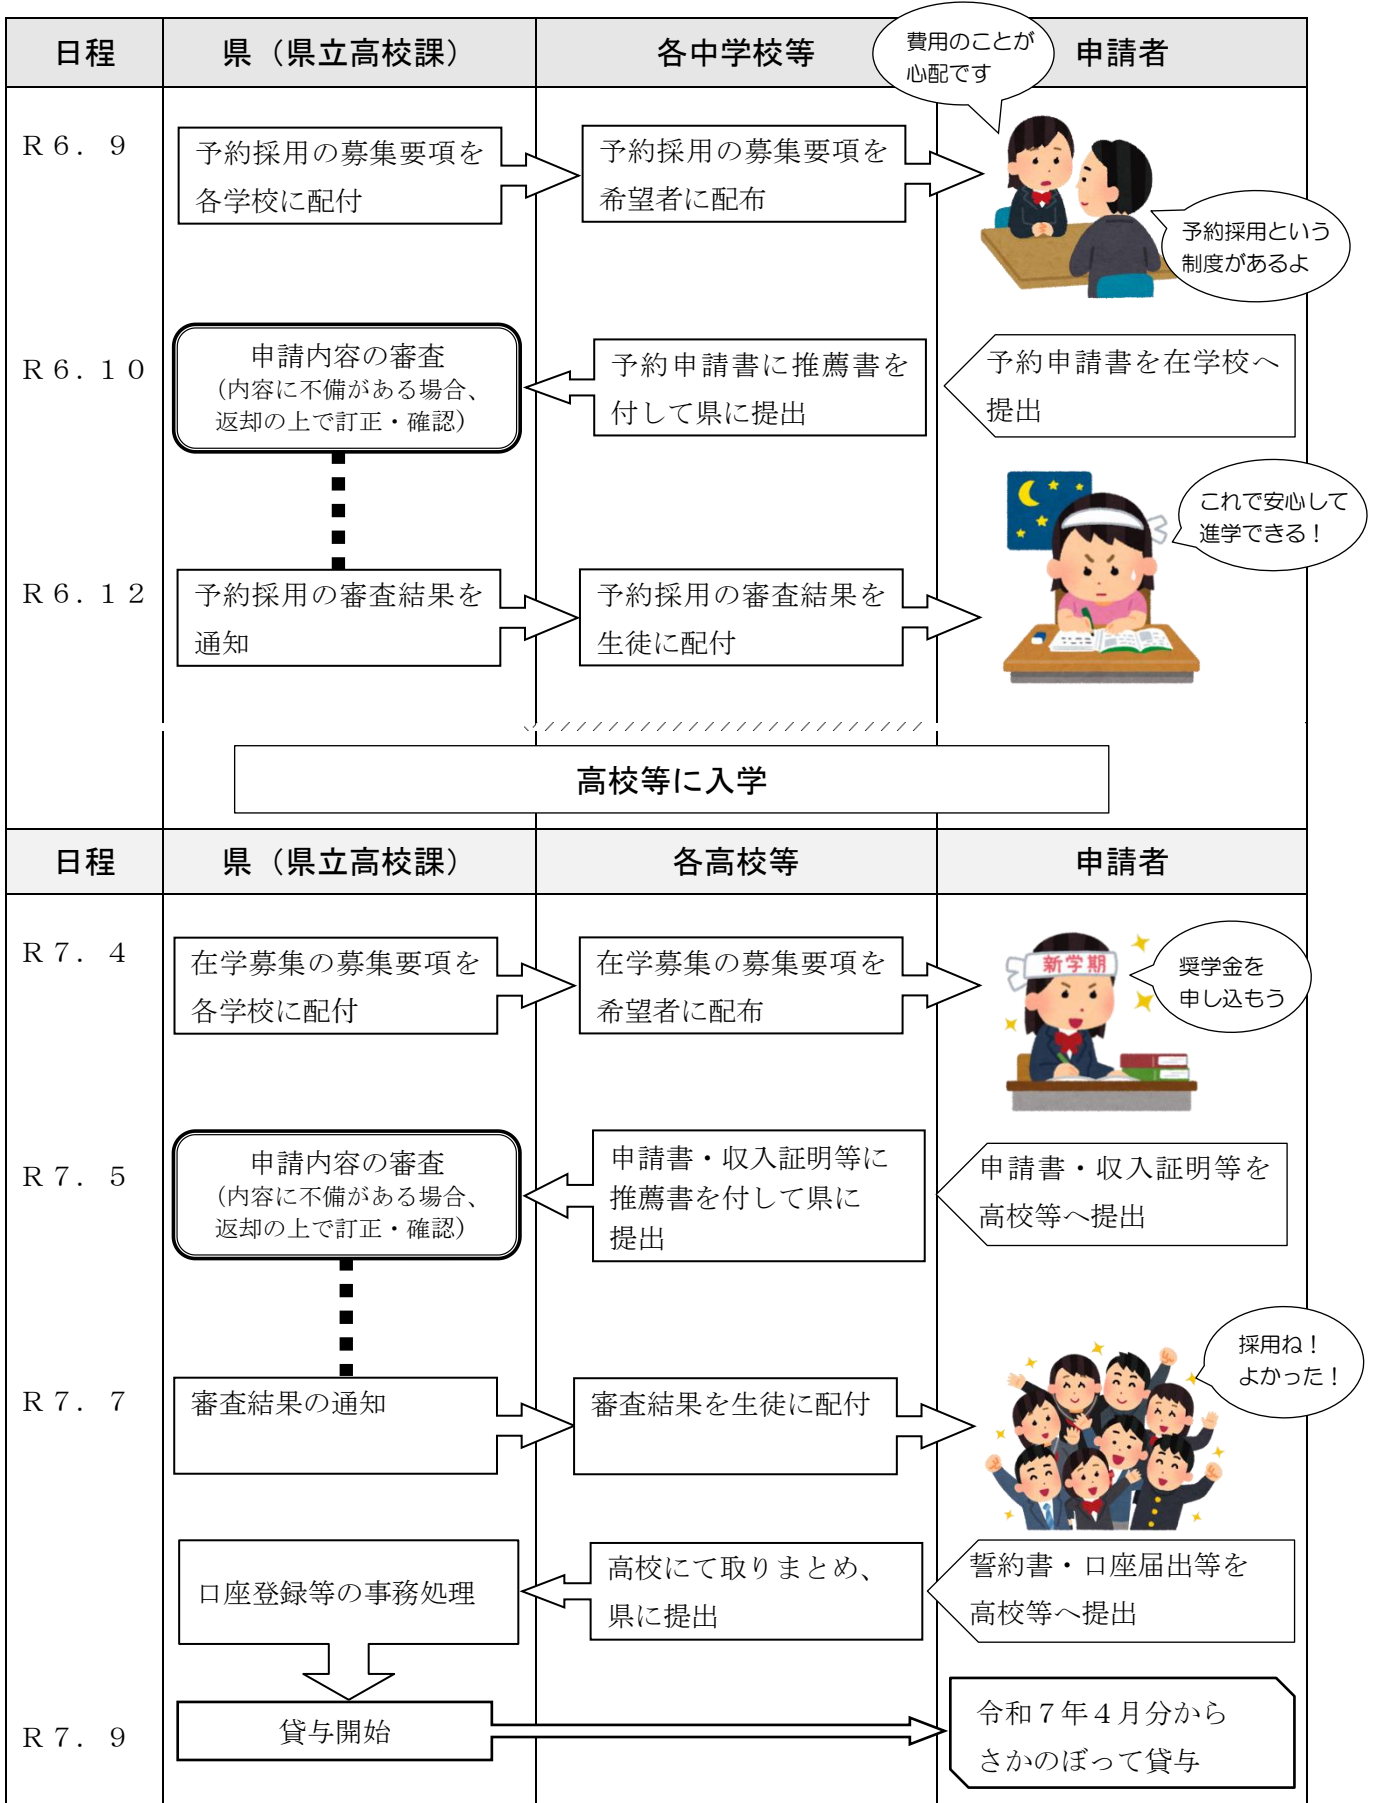 日程
県（県立高校課）
各中学校等
申請者
費用のことが
心配です
Ｒ６．９
予約採用の募集要項を
各学校に配付
予約採用の募集要項を
希望者に配布
予約採用という
制度があるよ
Ｒ６．１０
申請内容の審査
（内容に不備がある場合、
返却の上で訂正・確認）
予約申請書に推薦書を
付して県に提出
予約申請書を在学校へ
提出
これで安心して
進学できる！
Ｒ６．１２
予約採用の審査結果を
通知
予約採用の審査結果を
生徒に配付
高校等に入学
日程
県（県立高校課）
各高校等
申請者
Ｒ７．４
在学募集の募集要項を
各学校に配付
在学募集の募集要項を
希望者に配布
新学期
奨学金を
申し込もう
Ｒ７．５
申請内容の審査
（内容に不備がある場合、
返却の上で訂正・確認）
申請書・収入証明等に
推薦書を付して県に
提出
申請書・収入証明等を
高校等へ提出
採用ね！
よかった！
Ｒ７．７
審査結果の通知
審査結果を生徒に配付
口座登録等の事務処理
高校にて取りまとめ、
県に提出
誓約書・口座届出等を
高校等へ提出
Ｒ７．９
貸与開始
令和７年４月分から
さかのぼって貸与